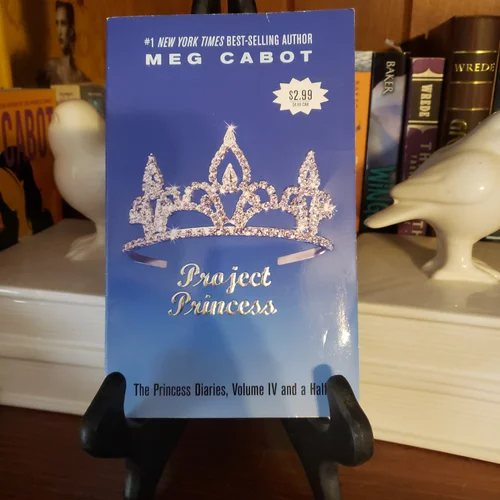 #1 NEW YORK TIMES BEST-SELLING AUTHOR
MEG CABOT
$2.99
Project
Princess
The Princess Diaries, Volume IV and a Half
CABOT
BAKER
WREDE
WREDE